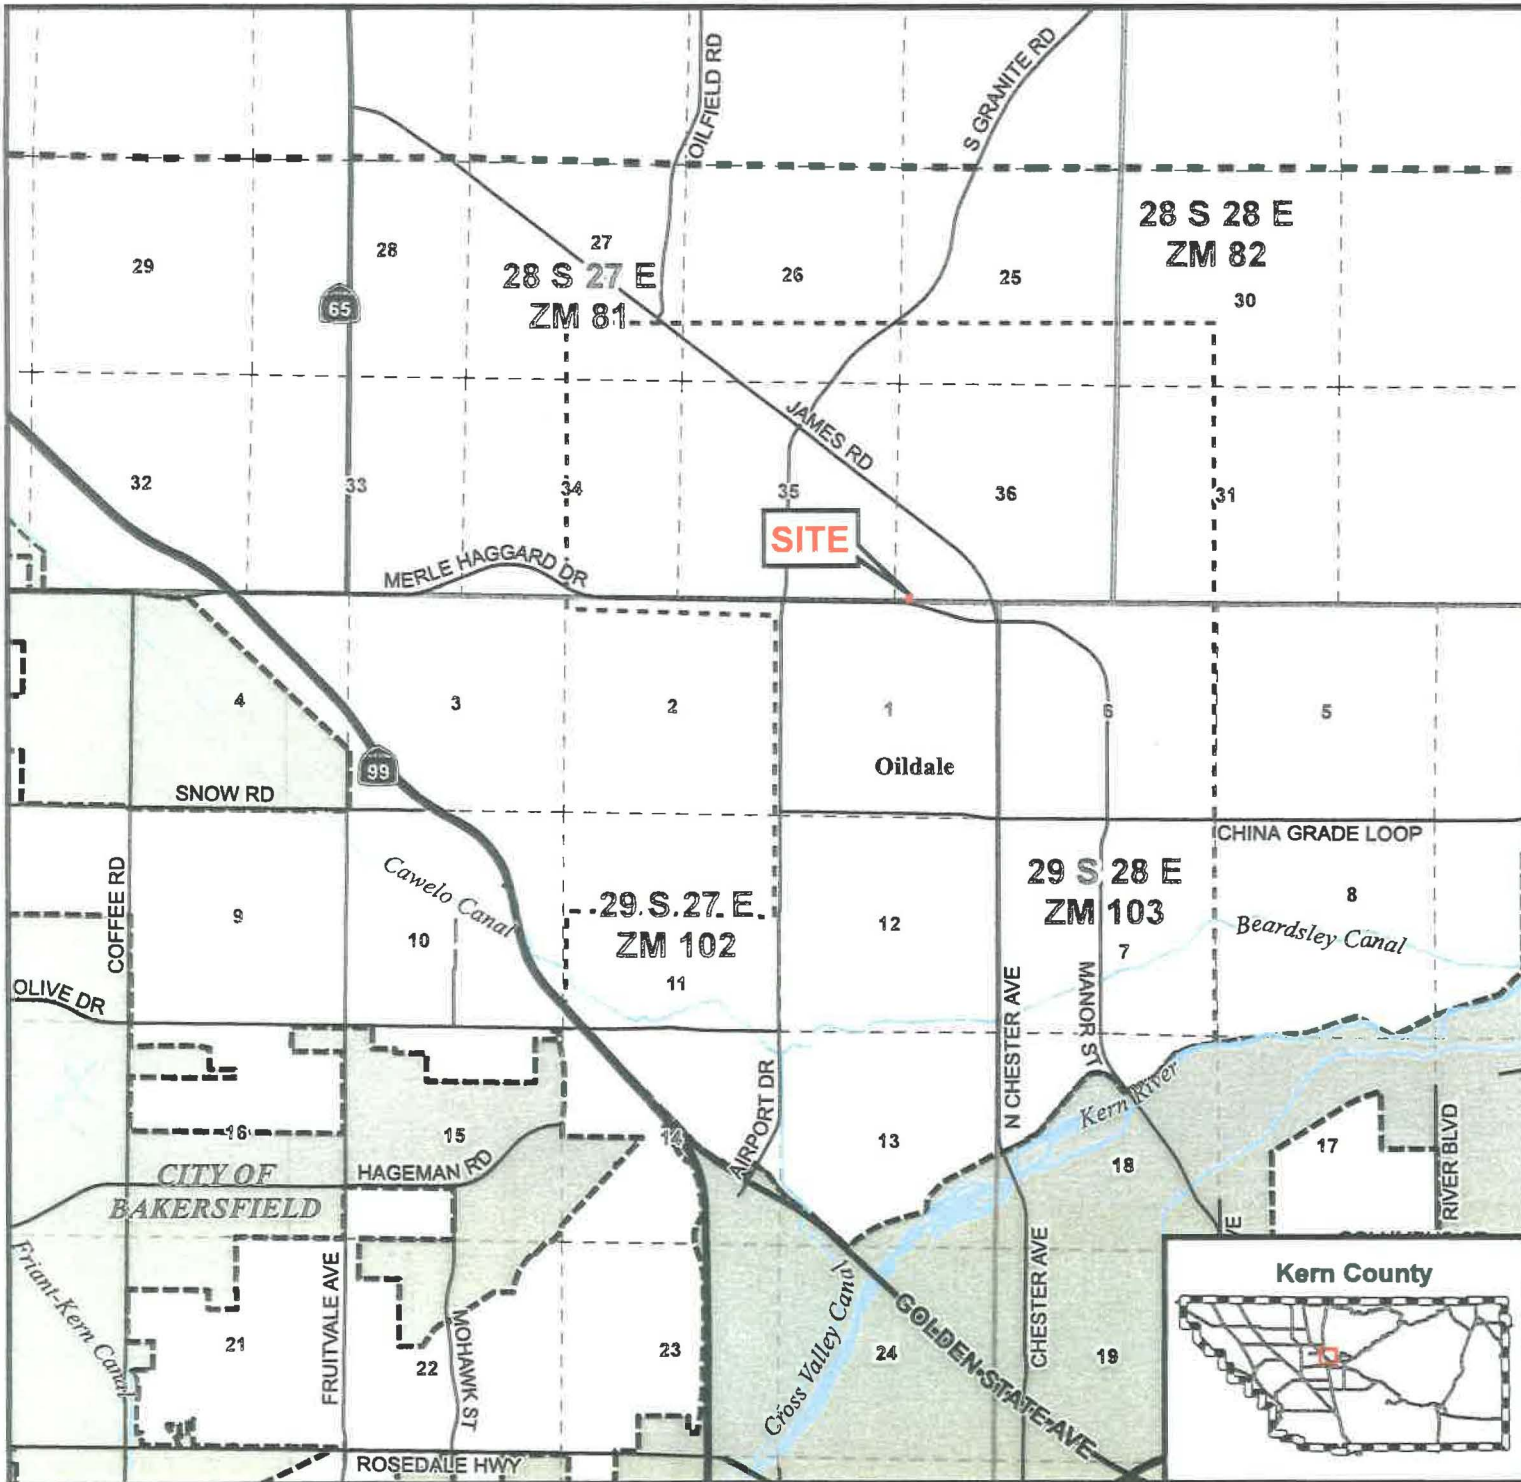 OILFIELD RD
S GRANITE RD
28 S 28 E
ZM 82
29
28
27
28 S 27 E
ZM 81
26
25
30
65
JAMES RD
32
33
34
35
36
31
SITE
MERLE HAGGARD DR
4
3
2
1
6
5
Oildale
99
SNOW RD
CHINA GRADE LOOP
COFFEE RD
Cawelo Canal
9
10
29 S 27 E
ZM 102
11
12
29 S 28 E
ZM 103
7
8
Beardsley Canal
OLIVE DR
N CHESTER AVE
MANOR ST
AIRPORT DR
Kern River
16
15
14
13
18
17
RIVER BLVD
CITY OF
BAKERSFIELD
HAGEMAN RD
Friant-Kern Canal
FRUITVALE AVE
MOHAWK ST
21
22
23
24
19
Cross Valley Canal
GOLDEN STATE AVE
CHESTER AVE
ROSEDALE HWY
Kern County